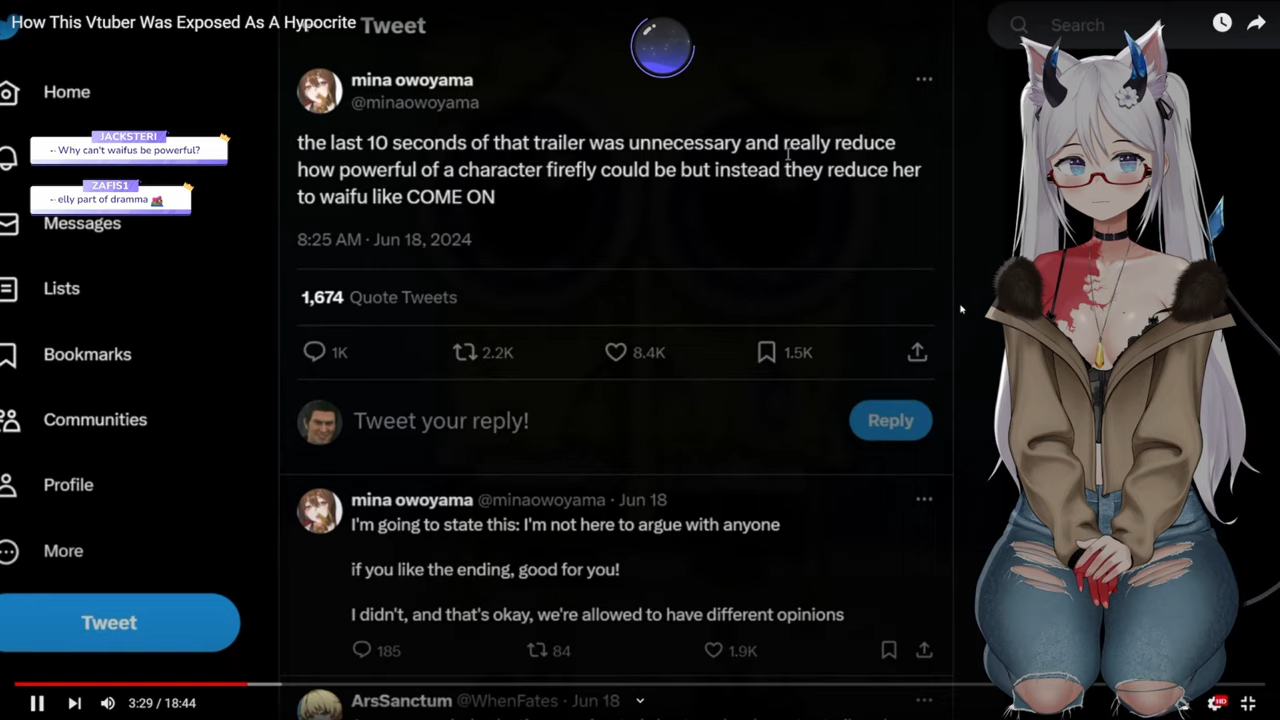 How This Vtuber Was Exposed As A Hypocrite
Tweet
Search
mina owoyama
@minaowoyama
Home
JACKSTERI
Why can't waifus be powerful?
ZAFIS1
elly part of dramma
Messages
Lists
Bookmarks
Communities
Profile
More
Tweet
the last 10 seconds of that trailer was unnecessary and really reduce
how powerful of a character firefly could be but instead they reduce her
to waifu like COME ON
8:25 AM · Jun 18, 2024
1,674 Quote Tweets
1K 2.2K 8.4K 1.5K
Tweet your reply!
Reply
mina owoyama @minaowoyama · Jun 18
I'm going to state this: I'm not here to argue with anyone
if you like the ending, good for you!
I didn't, and that's okay, we're allowed to have different opinions
185 84 1.9K
ArsSanctum @WhenFates · Jun 18
3:29 / 18:44
HD